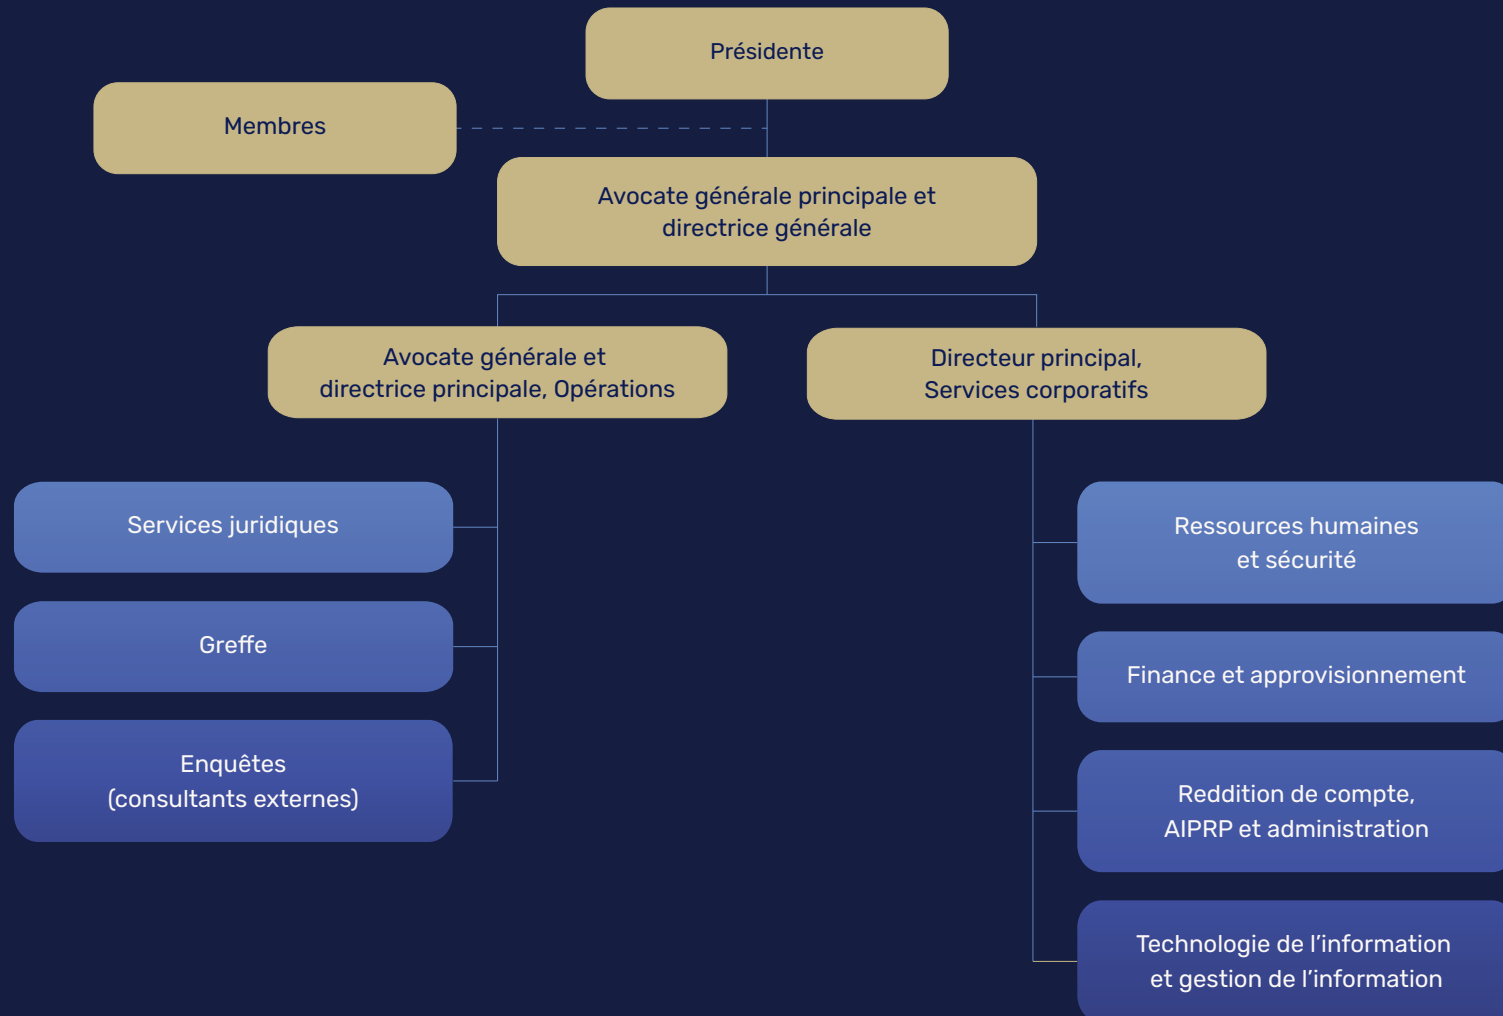 Présidente
Membres
Avocate générale principale et
directrice générale
Avocate générale et
directrice principale, Opérations
Directeur principal,
Services corporatifs
Services juridiques
Greffe
Enquêtes
(consultants externes)
Ressources humaines
et sécurité
Finance et approvisionnement
Reddition de compte,
AIPRP et administration
Technologie de l’information
et gestion de l’information